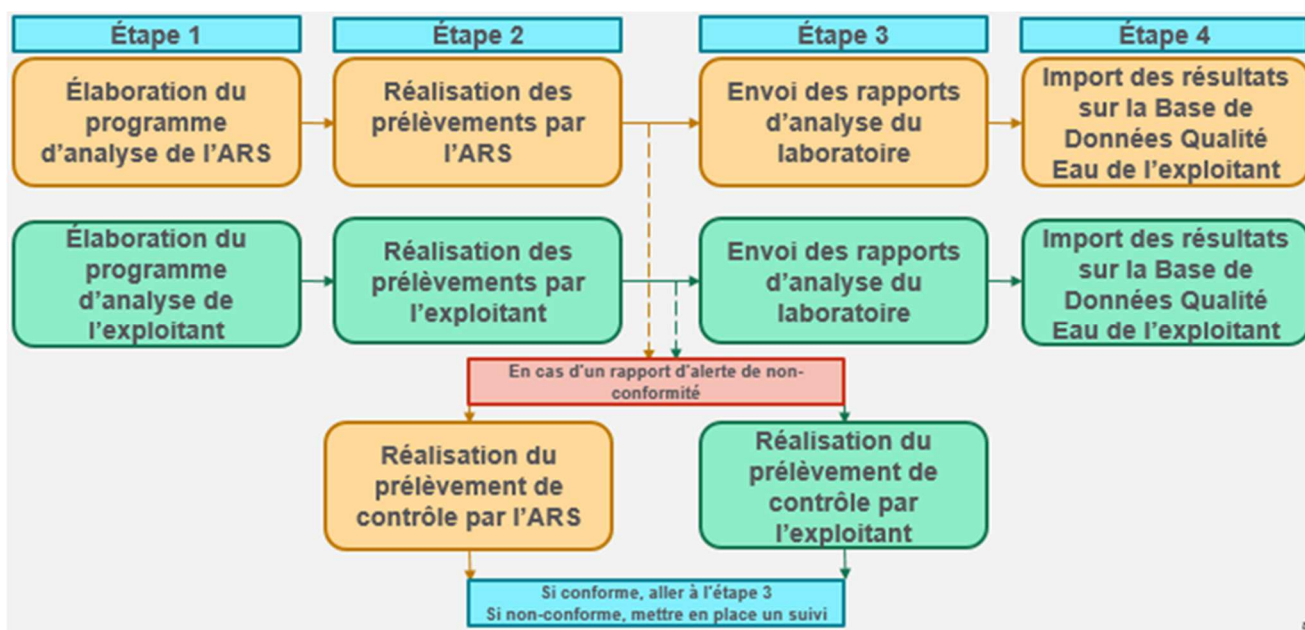 Étape 1
Étape 2
Étape 3
Étape 4
Élaboration du
programme
d'analyse de l'ARS
Réalisation des
prélèvements par
l'ARS
Envoi des rapports
d'analyse du
laboratoire
Import des résultats
sur la Base de
Données Qualité
Eau de l'exploitant
Élaboration du
programme
d'analyse de
l'exploitant
Réalisation des
prélèvements par
l'exploitant
Envoi des rapports
d'analyse du
laboratoire
Import des résultats
sur la Base de
Données Qualité
Eau de l'exploitant
En cas d'un rapport d'alerte de non-
conformité
Réalisation du
prélèvement de
contrôle par l'ARS
Réalisation du
prélèvement de
contrôle par
l'exploitant
Si conforme, aller à l'étape 3
Si non-conforme, mettre en place un suivi